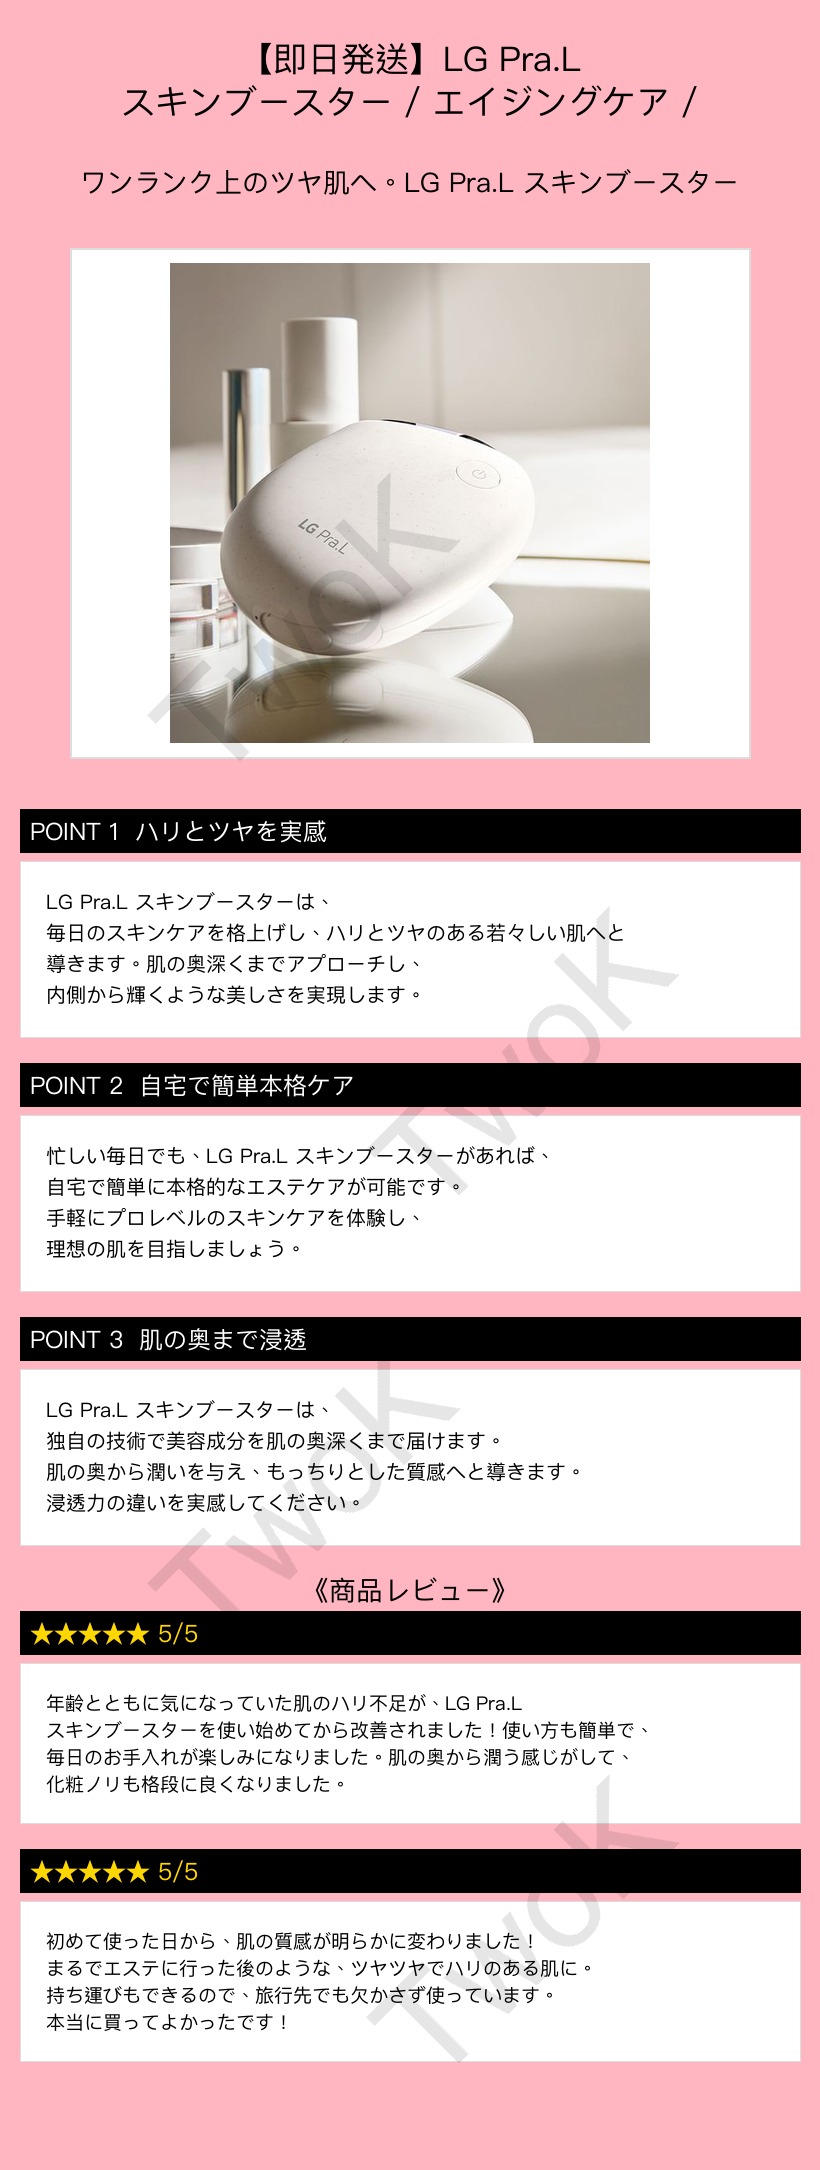 【即日発送】LG Pra.L
スキンブースター / エイジングケア /
ワンランク上のツヤ肌へ。LG Pra.L スキンブースター
LG Pra.L
TwoK
POINT 1 ハリとツヤを実感
LG Pra.L スキンブースターは、
毎日のスキンケアを格上げし、ハリとツヤのある若々しい肌へと
導きます。肌の奥深くまでアプローチし、
内側から輝くような美しさを実現します。
TwoK
POINT 2 自宅で簡単本格ケア
忙しい毎日でも、LG Pra.L スキンブースターがあれば、
自宅で簡単に本格的なエステケアが可能です。
手軽にプロレベルのスキンケアを体験し、
理想の肌を目指しましょう。
POINT 3 肌の奥まで浸透
LG Pra.L スキンブースターは、
独自の技術で美容成分を肌の奥深くまで届けます。
肌の奥から潤いを与え、もっちりとした質感へと導きます。
浸透力の違いを実感してください。
TwoK
《商品レビュー》
★★★★★ 5/5
年齢とともに気になっていた肌のハリ不足が、LG Pra.L
スキンブースターを使い始めてから改善されました！使い方も簡単で、
毎日のお手入れが楽しみになりました。肌の奥から潤う感じがして、
化粧ノリも格段に良くなりました。
★★★★★ 5/5
初めて使った日から、肌の質感が明らかに変わりました！
まるでエステに行った後のような、ツヤツヤでハリのある肌に。
持ち運びもできるので、旅行先でも欠かさず使っています。
本当に買ってよかったです！
TwoK